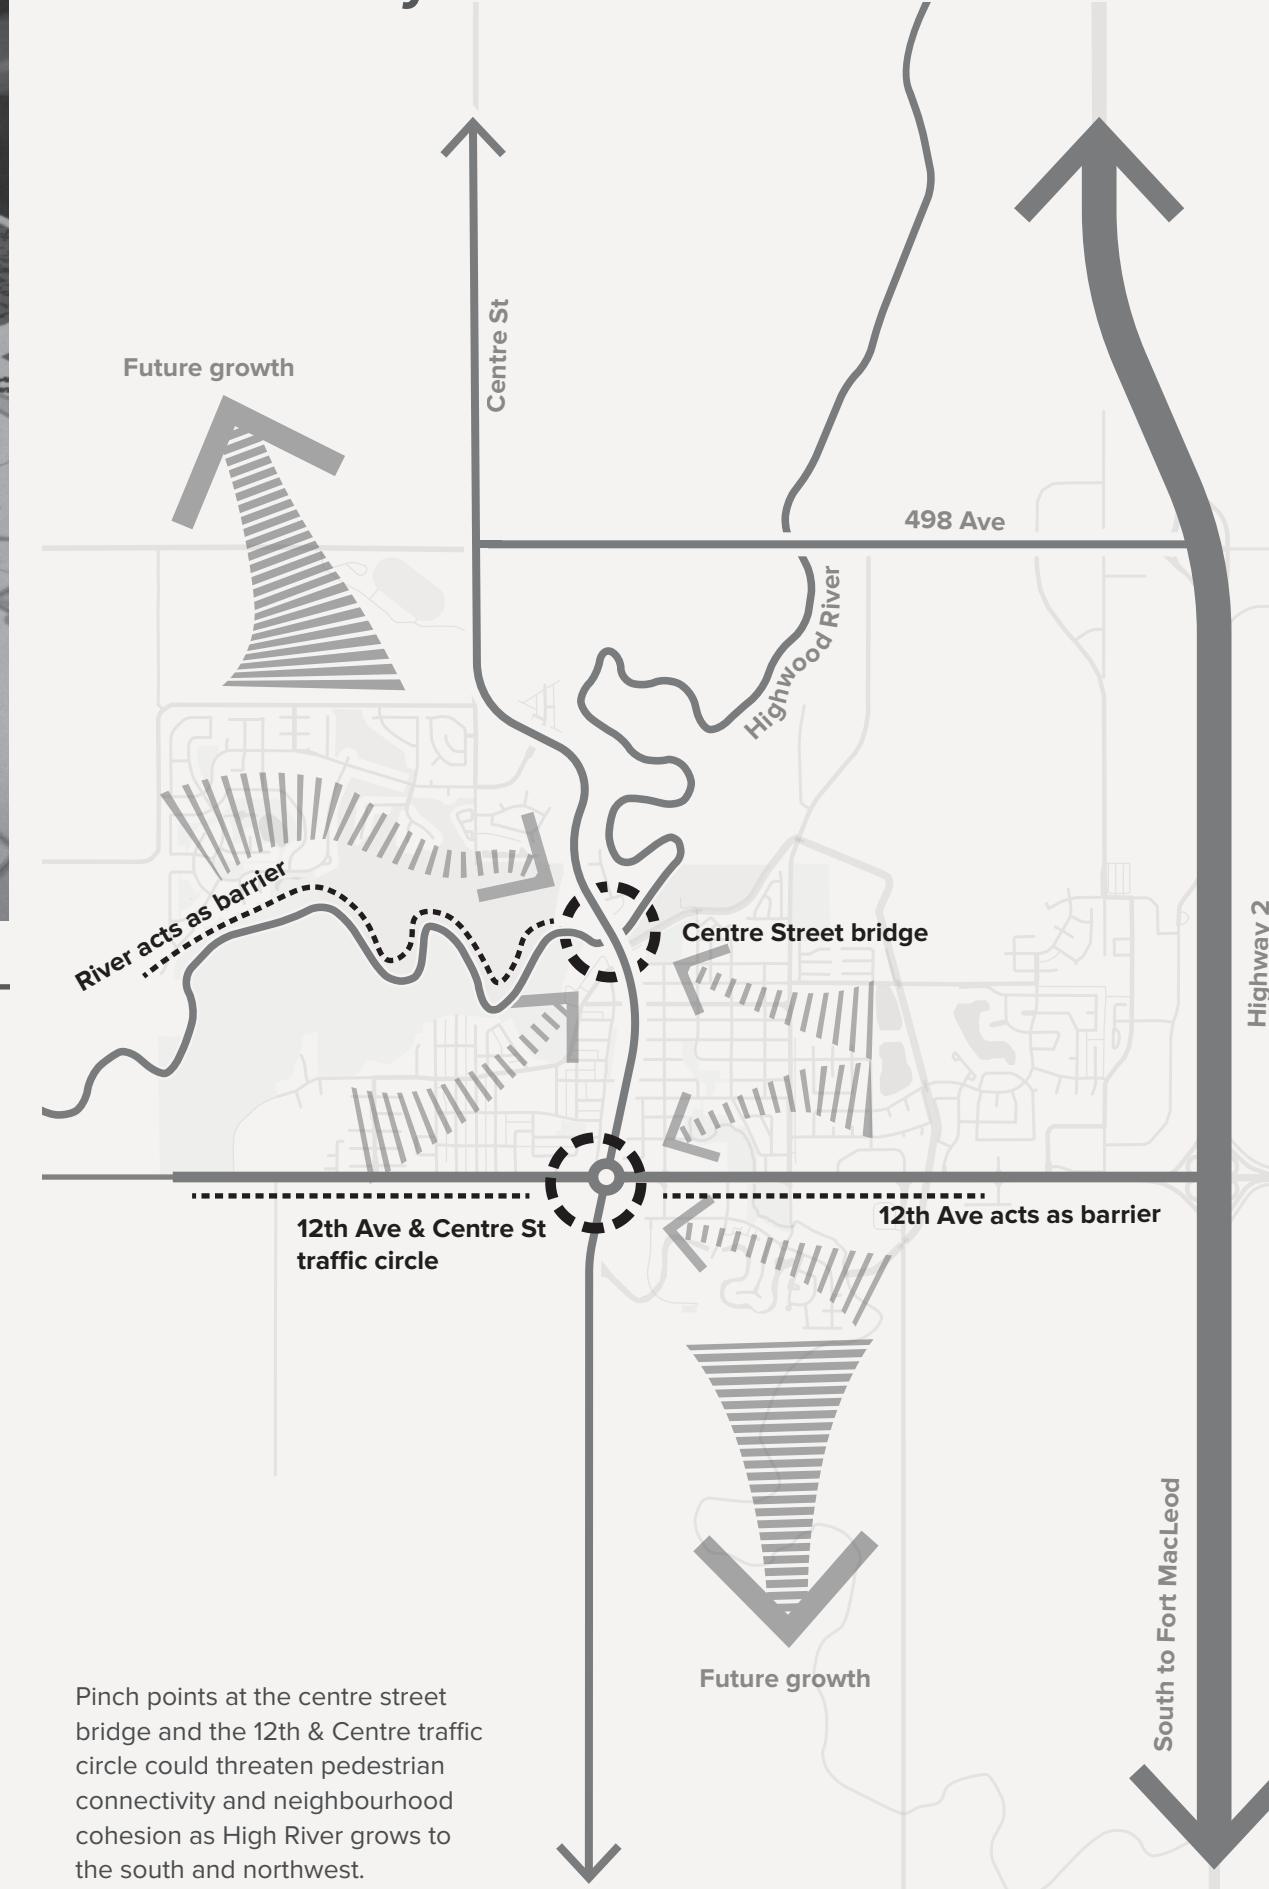 Centre St
Future growth
498 Ave
Highwood River
River acts as barrier
Centre Street bridge
Highway 2
12th Ave & Centre St
traffic circle
12th Ave acts as barrier
South to Fort MacLeod
Future growth
Pinch points at the centre street
bridge and the 12th & Centre traffic
circle could threaten pedestrian
connectivity and neighbourhood
cohesion as High River grows to
the south and northwest.